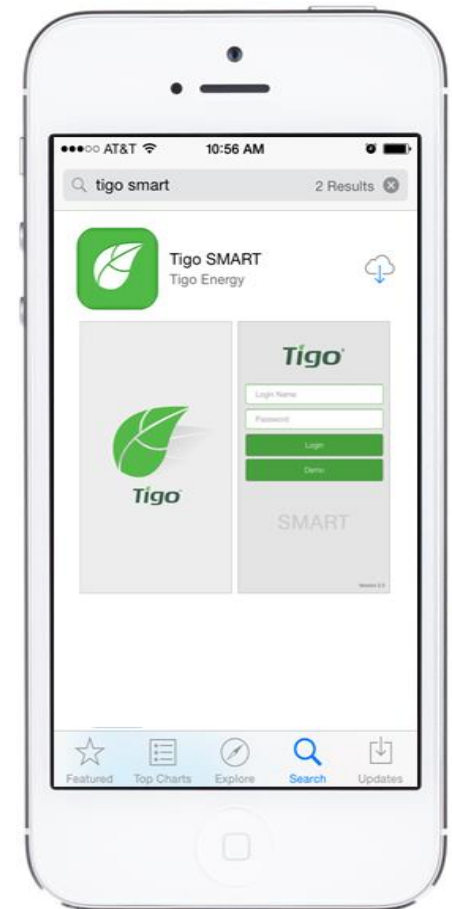 AT&T 10:56 AM
tigo smart 2 Results
Tigo SMART
Tigo Energy
Tigo
Tigo
Login Name
Password
Login
Demo
SMART
Featured Top Charts Explore Search Updates